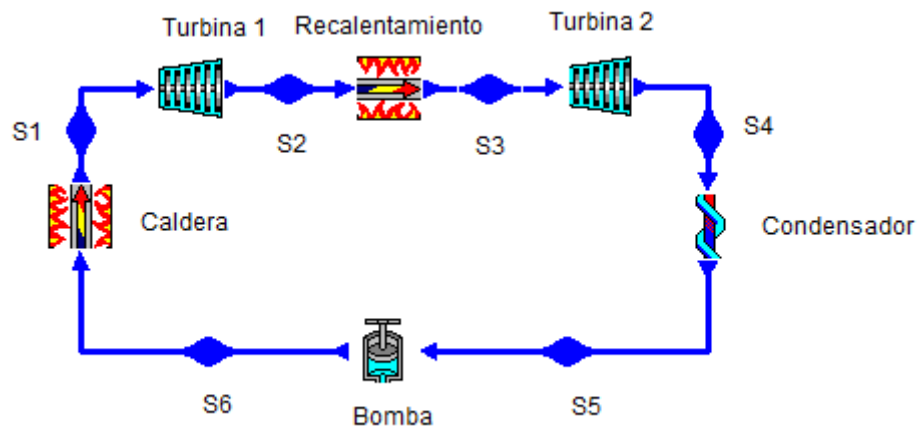 Turbina 1
Recalentamiento
Turbina 2
S1
S2
S3
S4
Caldera
Condensador
S6
Bomba
S5